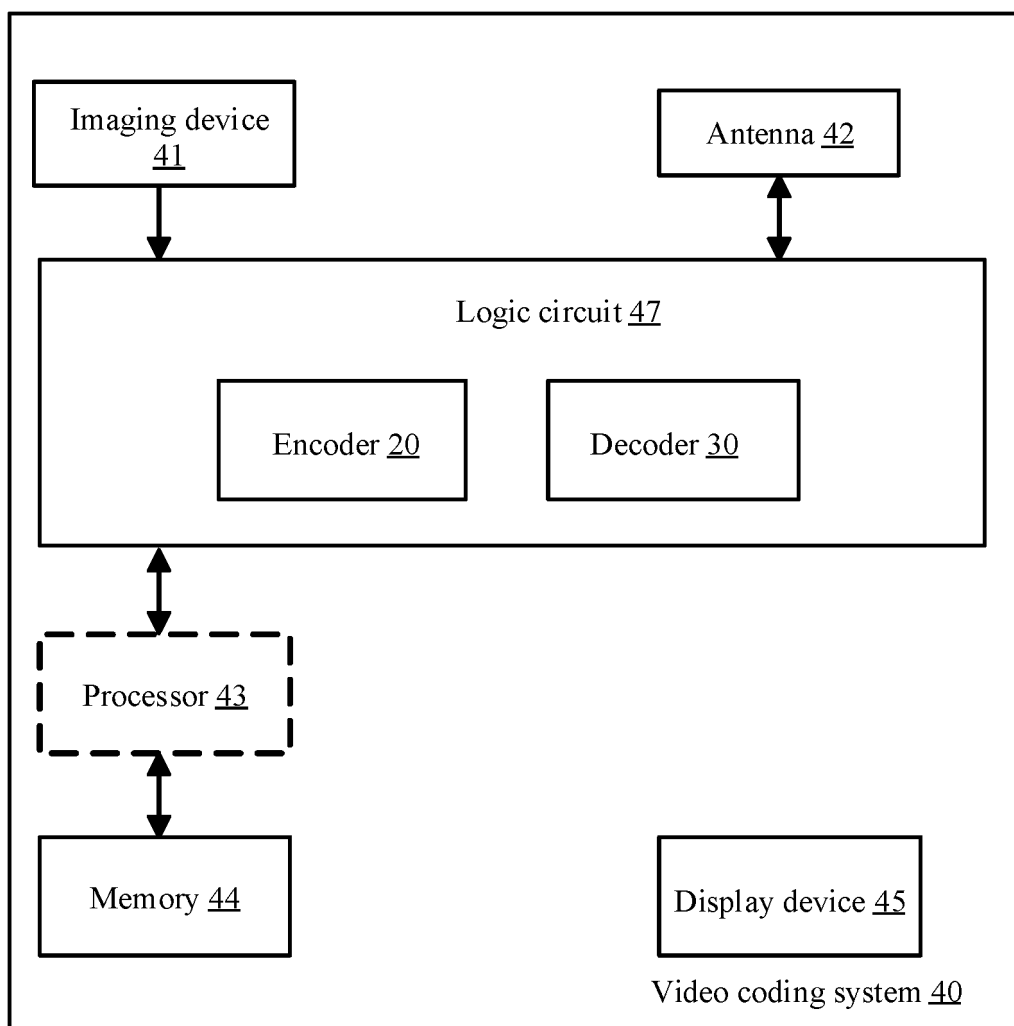 Imaging device
41
Antenna 42
Logic circuit 47
Encoder 20
Decoder 30
Processor 43
Memory 44
Display device 45
Video coding system 40